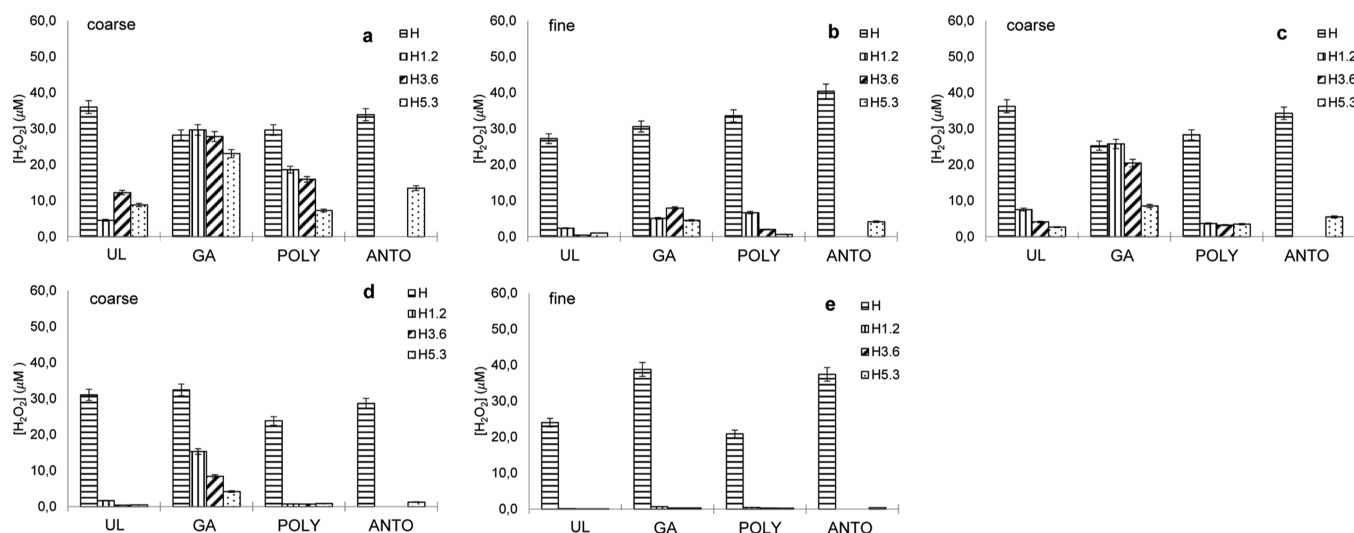 coarse
a
H
H1.2
H3.6
H5.3
60,0
50,0
40,0
30,0
20,0
10,0
0,0
[H₂O₂] (µM)
UL GA POLY ANTO
fine
b
H
H1.2
H3.6
H5.3
60,0
50,0
40,0
30,0
20,0
10,0
0,0
[H₂O₂] (µM)
UL GA POLY ANTO
coarse
c
H
H1.2
H3.6
H5.3
60,0
50,0
40,0
30,0
20,0
10,0
0,0
[H₂O₂] (µM)
UL GA POLY ANTO
coarse
d
H
H1.2
H3.6
H5.3
60,0
50,0
40,0
30,0
20,0
10,0
0,0
[H₂O₂] (µM )
UL GA POLY ANTO
fine
e
H
H1.2
H3.6
H5.3
60,0
50,0
40,0
30,0
20,0
10,0
0,0
[H₂O₂] (µM)
UL GA POLY ANTO